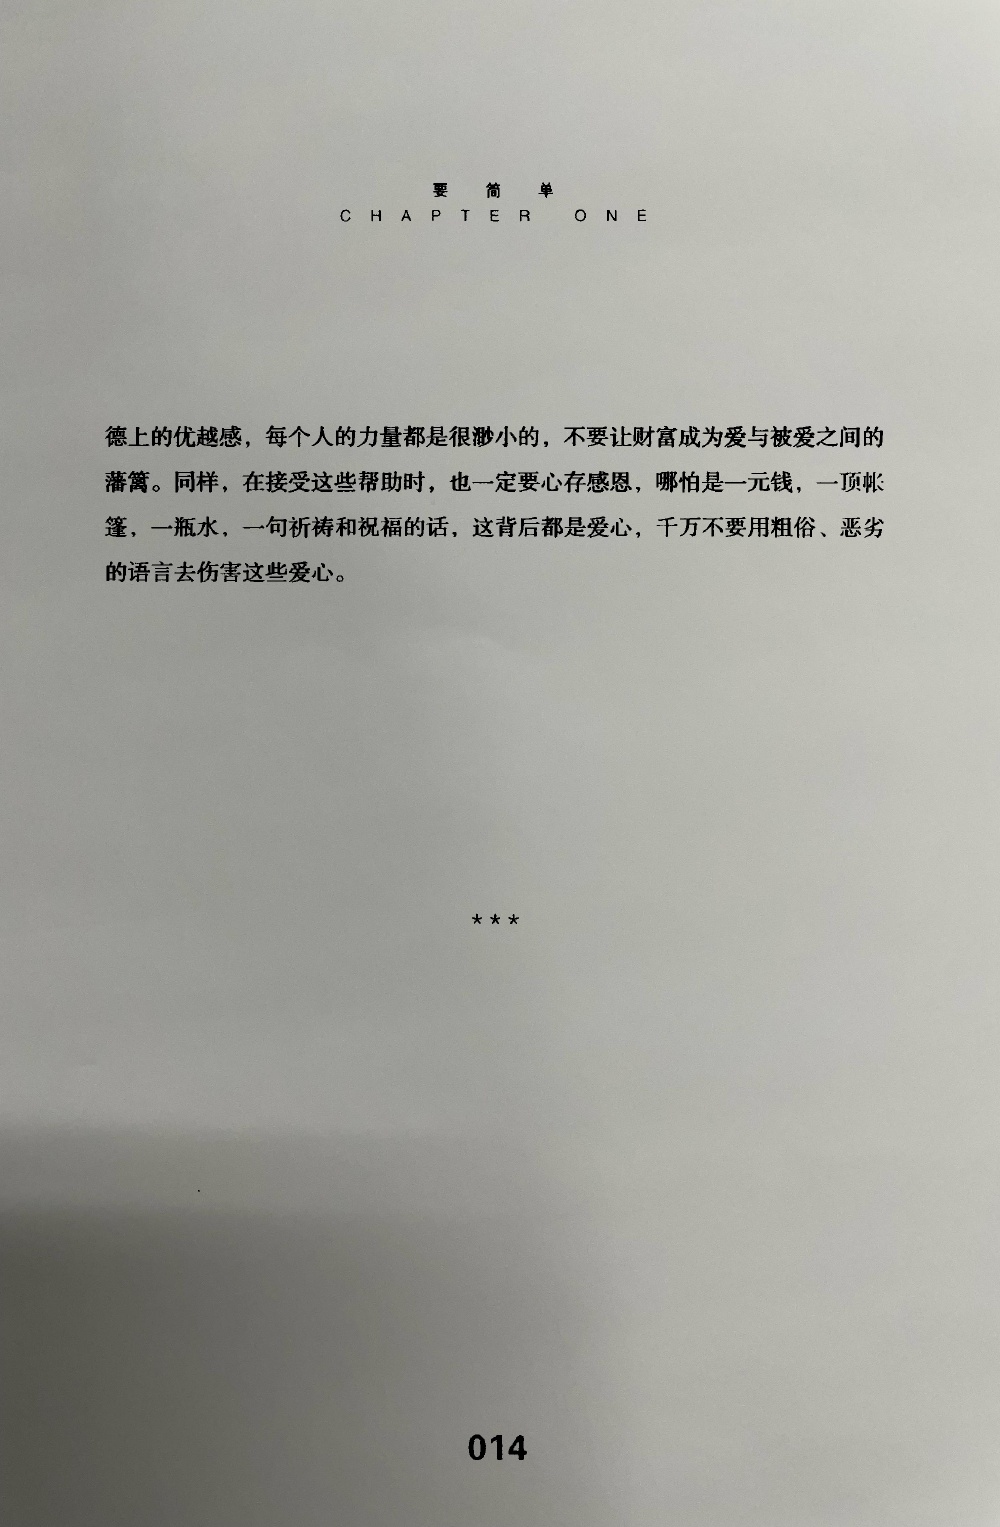 要简单
CHAPTER ONE
德上的优越感，每个人的力量都是很渺小的，不要让财富成为爱与被爱之间的
藩篱。同样，在接受这些帮助时，也一定要心存感恩，哪怕是一元钱，一顶帐
篷，一瓶水，一句祈祷和祝福的话，这背后都是爱心，千万不要用粗俗、恶劣
的语言去伤害这些爱心。
***
014